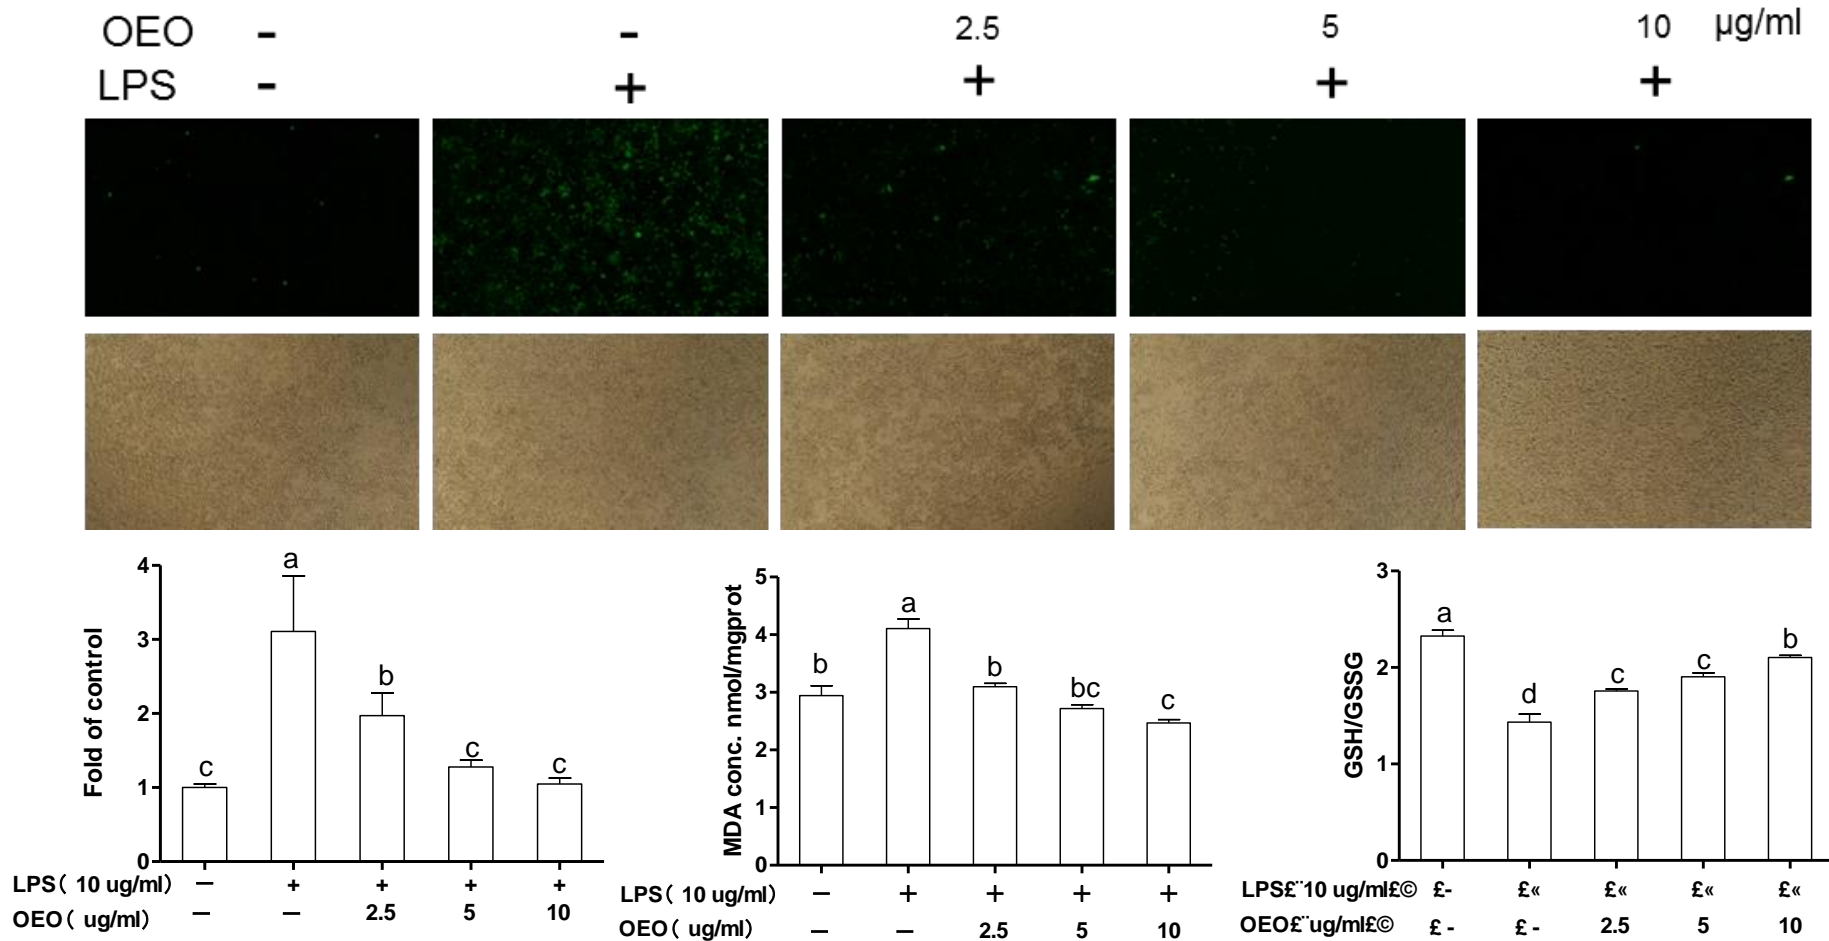 OEO - - 2.5 5 10 µg/ml
LPS - + + + +
4
3
2
1
0
Fold of control
c
a
b
c
c
LPS( 10 ug/ml) – + + + +
OEO( ug/ml) – – 2.5 5 10
5
4
3
2
1
0
MDA conc. nmol/mgprot
b
a
b
bc
c
LPS( 10 ug/ml) – + + + +
OEO( ug/ml) – – 2.5 5 10
3
2
1
0
GSH/GSSG
a
d
c
c
b
LPS£¨10 ug/ml£© £- £« £« £« £«
OEO£¨ug/ml£© £- £- 2.5 5 10